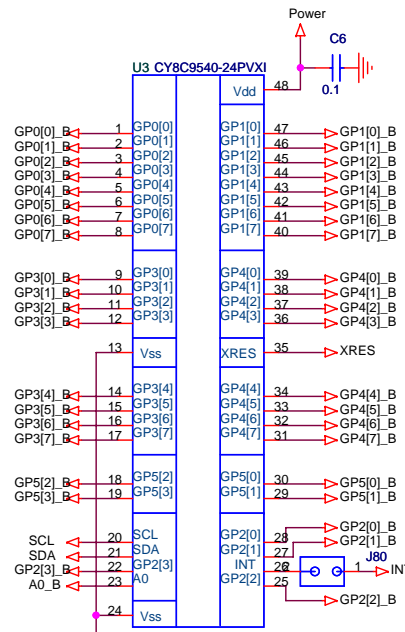 Power
C6
U3 CY8C9540-24PVXI
0.1
Vdd 48
GP0[0]_B 1 GP0[0] GP1[0] 47 GP1[0]_B
GP0[1]_B 2 GP0[1] GP1[1] 46 GP1[1]_B
GP0[2]_B 3 GP0[2] GP1[2] 45 GP1[2]_B
GP0[3]_B 4 GP0[3] GP1[3] 44 GP1[3]_B
GP0[4]_B 5 GP0[4] GP1[4] 43 GP1[4]_B
GP0[5]_B 6 GP0[5] GP1[5] 42 GP1[5]_B
GP0[6]_B 7 GP0[6] GP1[6] 41 GP1[6]_B
GP0[7]_B 8 GP0[7] GP1[7] 40 GP1[7]_B
GP3[0]_B 9 GP3[0] GP4[0] 39 GP4[0]_B
GP3[1]_B 10 GP3[1] GP4[1] 38 GP4[1]_B
GP3[2]_B 11 GP3[2] GP4[2] 37 GP4[2]_B
GP3[3]_B 12 GP3[3] GP4[3] 36 GP4[3]_B
13 Vss XRES 35 XRES
GP3[4]_B 14 GP3[4] GP4[4] 34 GP4[4]_B
GP3[5]_B 15 GP3[5] GP4[5] 33 GP4[5]_B
GP3[6]_B 16 GP3[6] GP4[6] 32 GP4[6]_B
GP3[7]_B 17 GP3[7] GP4[7] 31 GP4[7]_B
GP5[2]_B 18 GP5[2] GP5[0] 30 GP5[0]_B
GP5[3]_B 19 GP5[3] GP5[1] 29 GP5[1]_B
SCL 20 SCL GP2[0] 28 GP2[0]_B
SDA 21 SDA GP2[1] 27 GP2[1]_B
J80
GP2[3]_B 22 GP2[3] INT 26 2 1 INT
A0_B 23 A0 GP2[2] 25 GP2[2]_B
24 Vss